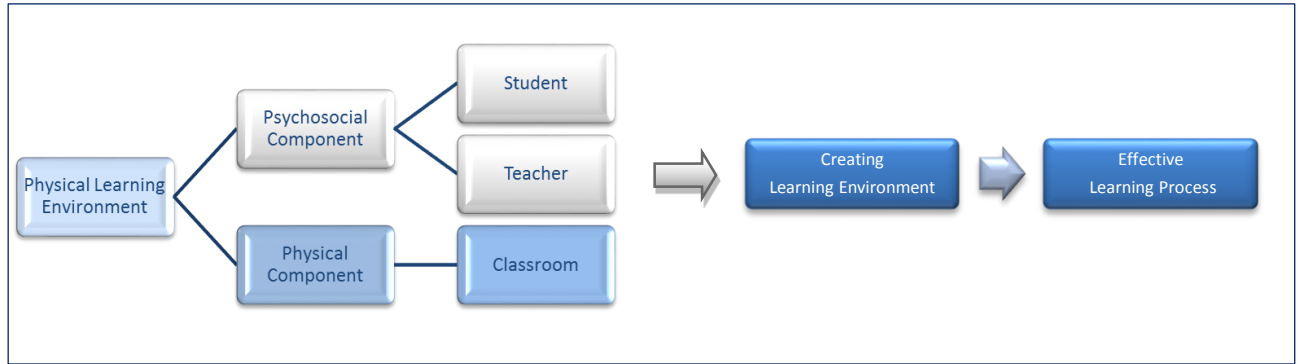 Physical Learning
Environment
Psychosocial
Component
Physical
Component
Student
Teacher
Classroom
Creating
Learning Environment
Effective
Learning Process